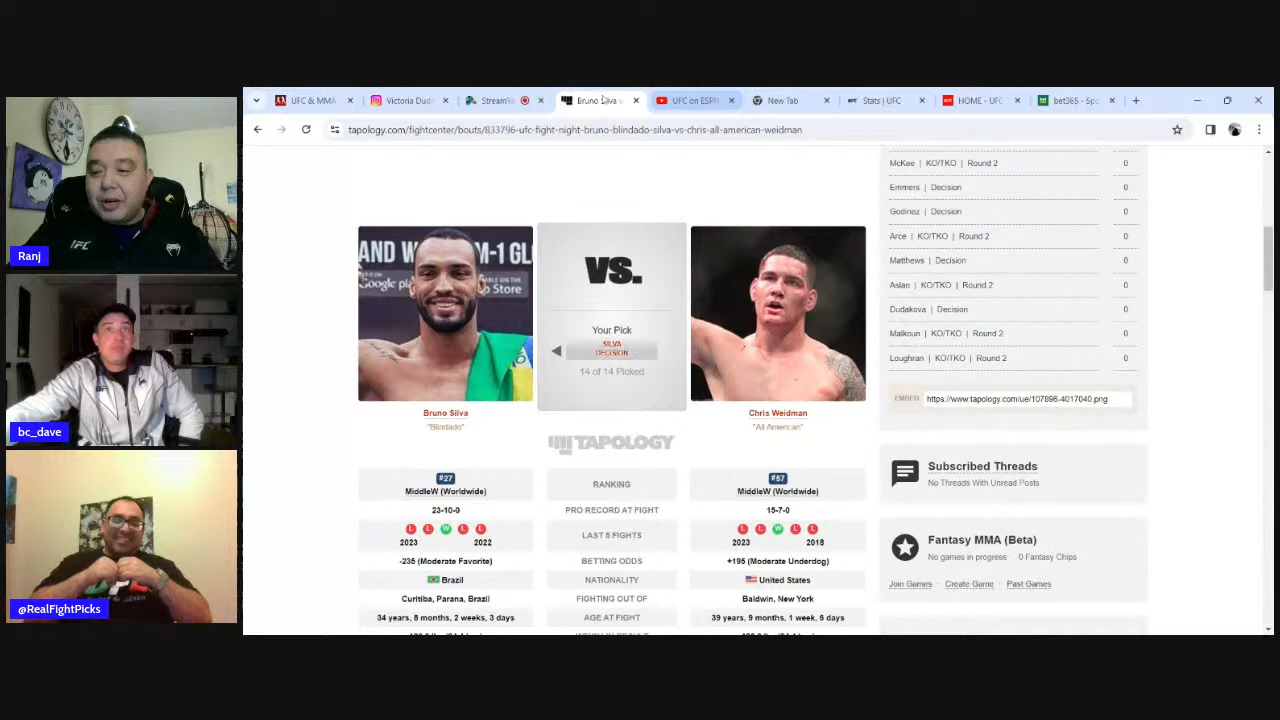 UFC & MMA
Victoria Dud
StreamYa
Bruno Silva v
UFC on ESPN
New Tab
Stats | UFC
HOME - UFC
bet365 - Spo
tapology.com/fightcenter/bouts/833796-ufc-fight-night-bruno-blindado-silva-vs-chris-all-american-weidman
Ranj
bc_dave
@RealFightPicks
AND W
M-1 GL
Google pla
Store
VS.
Your Pick
SILVA
DECISION
14 of 14 Picked
Bruno Silva
"Blindado"
Chris Weidman
"All American"
TAPOLOGY
#27
MiddleW (Worldwide)
RANKING
#57
MiddleW (Worldwide)
23-10-0
PRO RECORD AT FIGHT
15-7-0
L L W L L
2023 2022
LAST 5 FIGHTS
L L W L L
2023 2018
-235 (Moderate Favorite)
BETTING ODDS
+195 (Moderate Underdog)
Brazil
NATIONALITY
United States
Curitiba, Parana, Brazil
FIGHTING OUT OF
Baldwin, New York
34 years, 8 months, 2 weeks, 3 days
AGE AT FIGHT
39 years, 9 months, 1 week, 6 days
McKee | KO/TKO | Round 2 0
Emmers | Decision 0
Godinez | Decision 0
Arce | KO/TKO | Round 2 0
Matthews | Decision 0
Aslan | KO/TKO | Round 2 0
Dudakova | Decision 0
Malkoun | KO/TKO | Round 2 0
Loughran | KO/TKO | Round 2 0
EMBED https://www.tapology.com/ue/107896-4017040.png
Subscribed Threads
No Threads With Unread Posts
Fantasy MMA (Beta)
No games in progress · 0 Fantasy Chips
Join Games · Create Game · Past Games